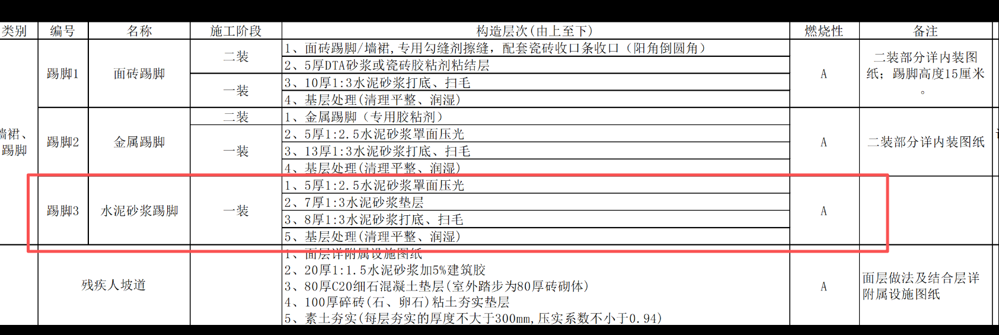 类别 编号 名称 施工阶段 构造层次(由上至下) 燃烧性 备注
踢脚1 面砖踢脚 二装 1、面砖踢脚/墙裙,专用勾缝剂擦缝，配套瓷砖收口条收口（阳角倒圆角） A 二装部分详内装图
纸；踢脚高度15厘米
。
2、5厚DTA砂浆或瓷砖胶粘剂粘结层
一装 3、10厚1:3水泥砂浆打底、扫毛
4、基层处理(清理平整、润湿)
墙裙、
踢脚
踢脚2 金属踢脚 二装 1、金属踢脚（专用胶粘剂） A 二装部分详内装图纸
一装 2、5厚1:2.5水泥砂浆罩面压光
3、13厚1:3水泥砂浆打底、扫毛
4、基层处理(清理平整、润湿)
踢脚3 水泥砂浆踢脚 一装 1、5厚1:2.5水泥砂浆罩面压光 A
2、7厚1:3水泥砂浆垫层
3、8厚1:3水泥砂浆打底、扫毛
5、基层处理(清理平整、润湿)
残疾人坡道 1、面层详附属设施图纸 A 面层做法及结合层详
附属设施图纸
2、20厚1:1.5水泥砂浆加5%建筑胶
3、80厚C20细石混凝土垫层(室外踏步为80厚砖砌体)
4、100厚碎砖(石、卵石)粘土夯实垫层
5、素土夯实(每层夯实的厚度不大于300mm,压实系数不小于0.94)